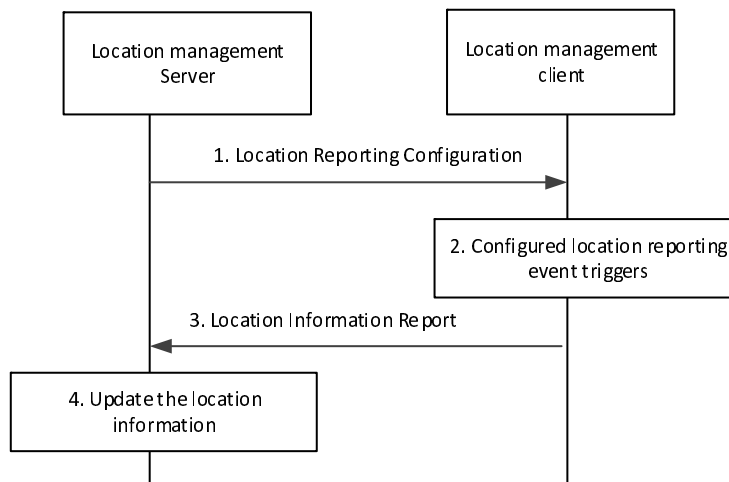 Location management
Server
Location management
client
1. Location Reporting Configuration
2. Configured location reporting
event triggers
3. Location Information Report
4. Update the location
information